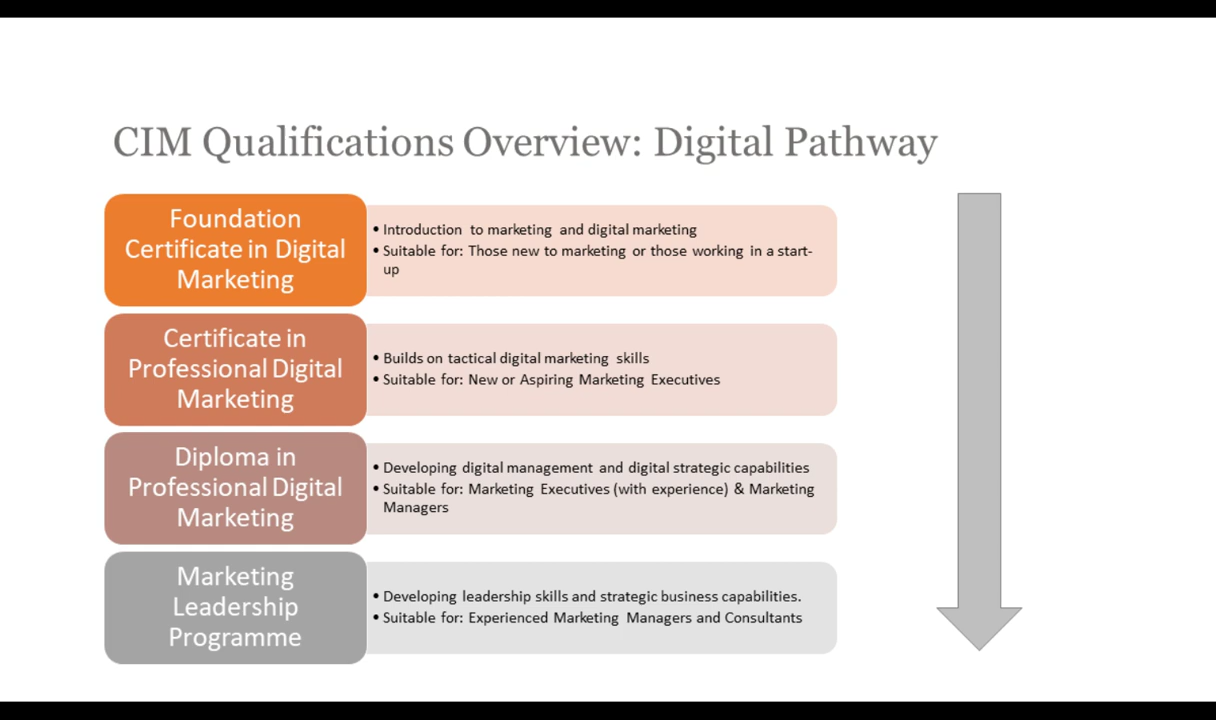 CIM Qualifications Overview: Digital Pathway
Foundation
Certificate in Digital
Marketing
• Introduction to marketing and digital marketing
• Suitable for: Those new to marketing or those working in a start-
up
Certificate in
Professional Digital
Marketing
• Builds on tactical digital marketing skills
• Suitable for: New or Aspiring Marketing Executives
Diploma in
Professional Digital
Marketing
• Developing digital management and digital strategic capabilities
• Suitable for: Marketing Executives (with experience) & Marketing
Managers
Marketing
Leadership
Programme
• Developing leadership skills and strategic business capabilities.
• Suitable for: Experienced Marketing Managers and Consultants